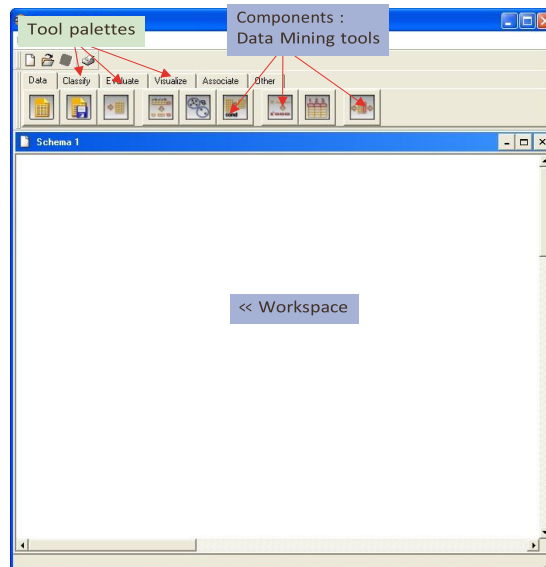 Tool palettes
Components :
Data Mining tools
Data Classify Evaluate Visualize Associate Other
Schema 1
<< Workspace